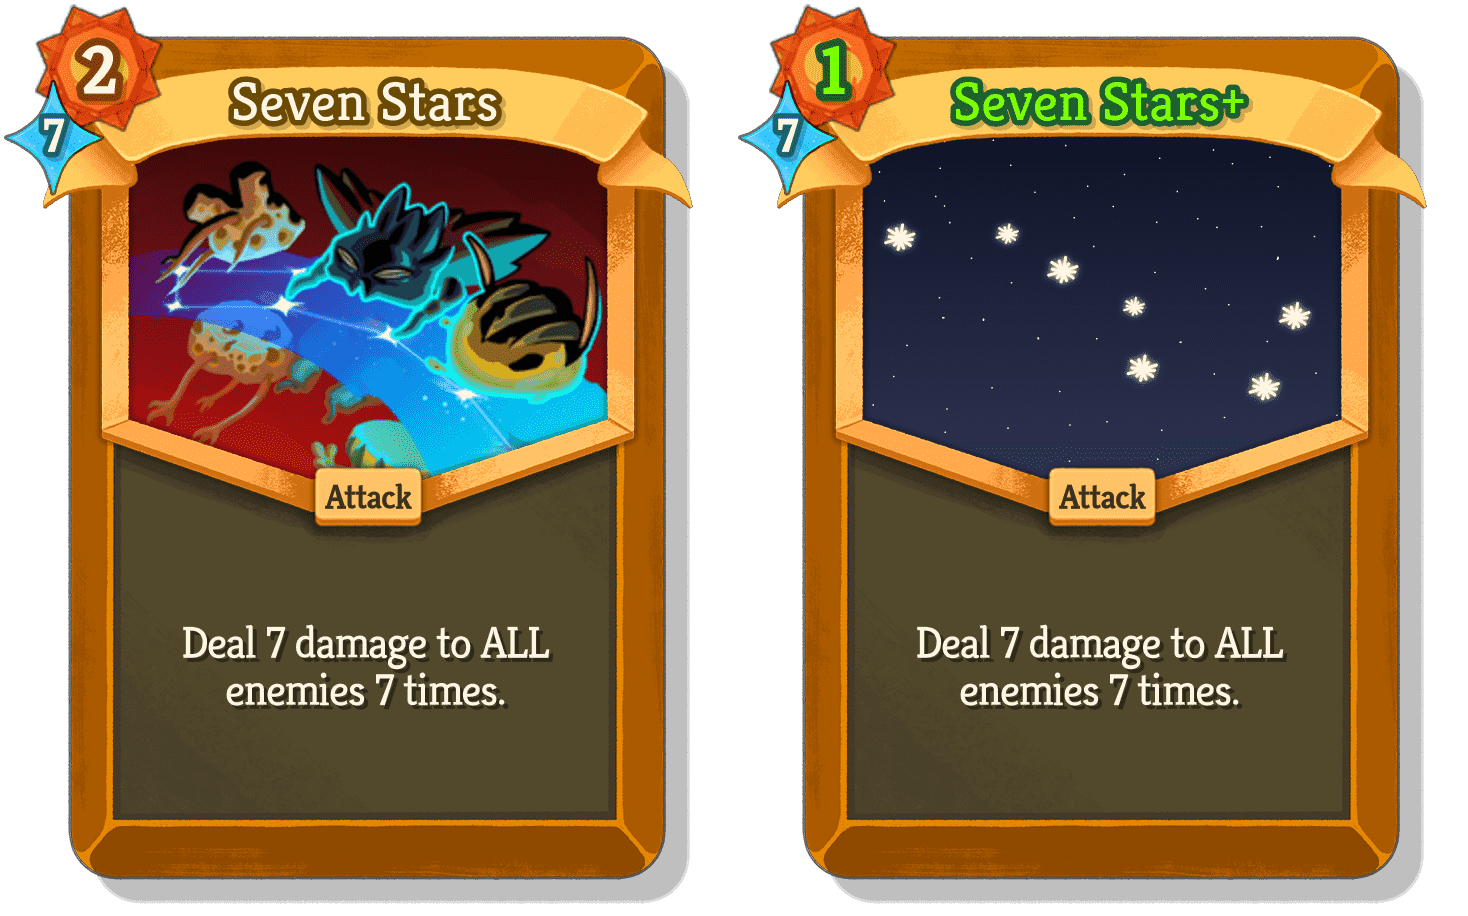 2
7
Seven Stars
Attack
Deal 7 damage to ALL
enemies 7 times.
1
7
Seven Stars+
Attack
Deal 7 damage to ALL
enemies 7 times.